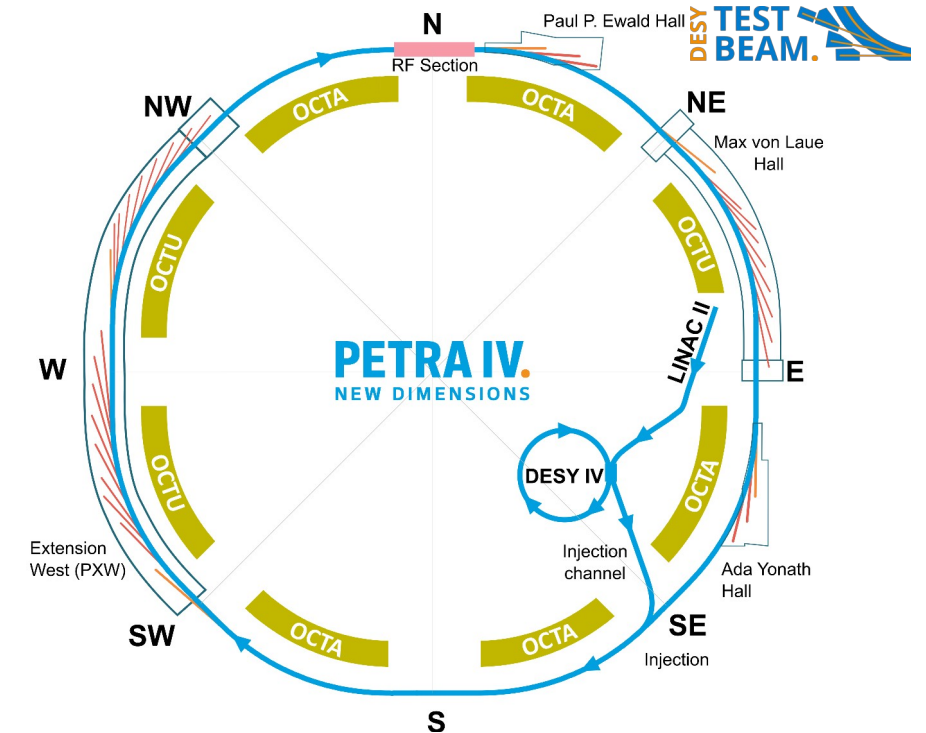 N
Paul P. Ewald Hall
DESY
TEST
BEAM.
RF Section
OCTA
OCTA
NW
NE
Max von Laue
Hall
OCTU
OCTU
LINAC II
W
PETRA IV.
NEW DIMENSIONS
E
OCTU
DESY IV
OCTA
Injection
channel
Extension
West (PXW)
Ada Yonath
Hall
SW
OCTA
OCTA
SE
Injection
S